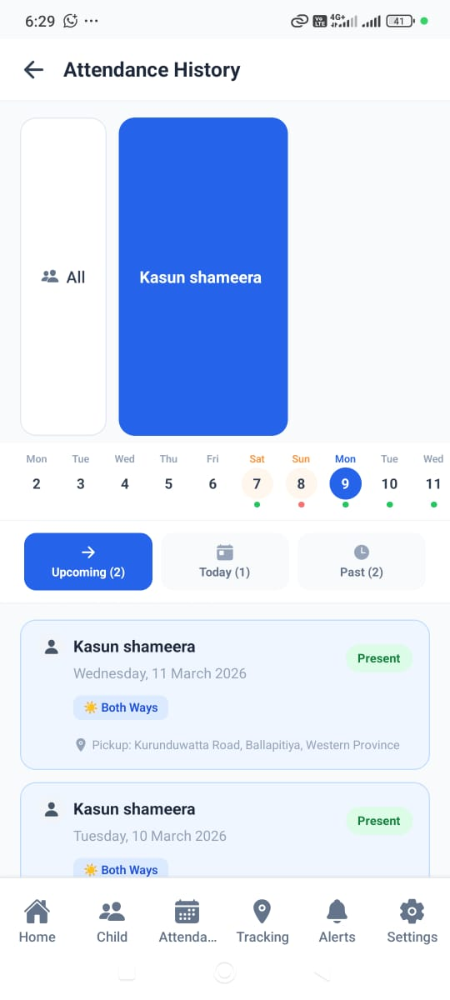 6:29
Vo LTE 4G+ 41
Attendance History
All
Kasun shameera
Mon Tue Wed Thu Fri Sat Sun Mon Tue Wed
2 3 4 5 6 7 8 9 10 11
Upcoming (2) Today (1) Past (2)
Kasun shameera
Present
Wednesday, 11 March 2026
Both Ways
Pickup: Kurunduwatta Road, Ballapitiya, Western Province
Kasun shameera
Present
Tuesday, 10 March 2026
Both Ways
Home Child Attenda... Tracking Alerts Settings